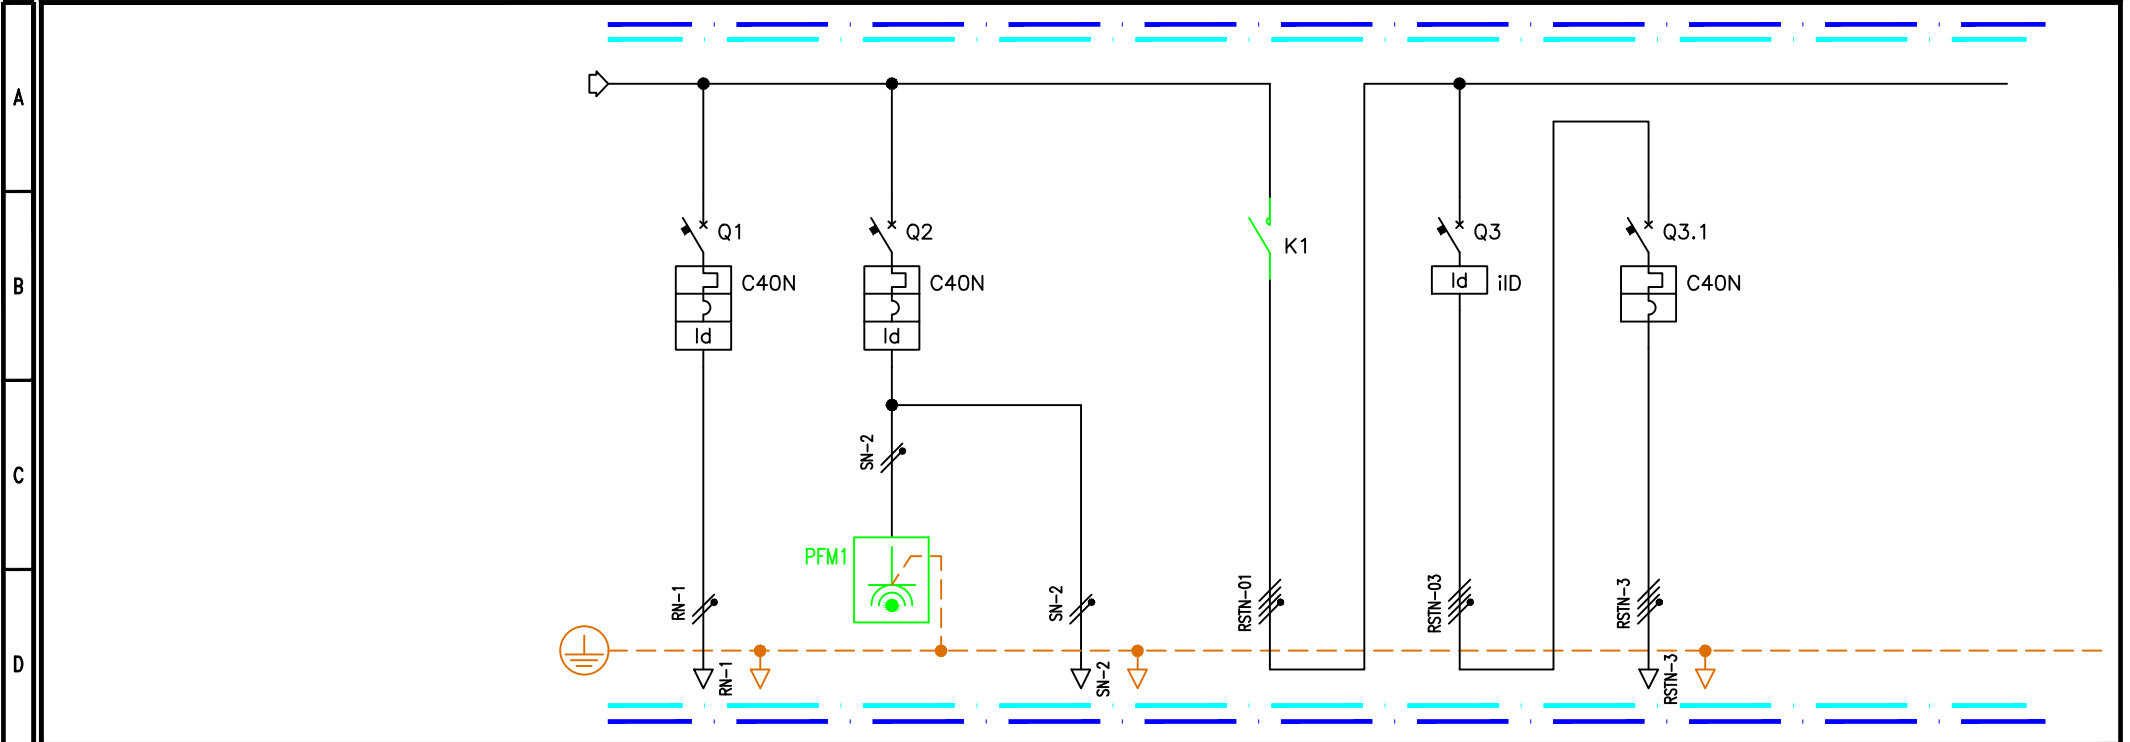 A
B
C
D
Q1
C40N
Id
RN-1
RN-1
Q2
C40N
Id
SN-2
PFM1
SN-2
SN-2
K1
RSTN-01
Q3
Id
iID
RSTN-03
Q3.1
C40N
RSTN-3
RSTN-3